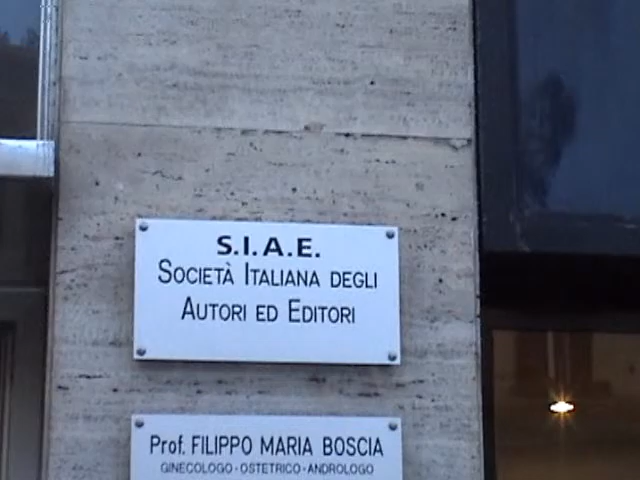 S.I.A.E.
SOCIETÀ ITALIANA DEGLI
AUTORI ED EDITORI
Prof. FILIPPO MARIA BOSCIA
GINECOLOGO - OSTETRICO - ANDROLOGO